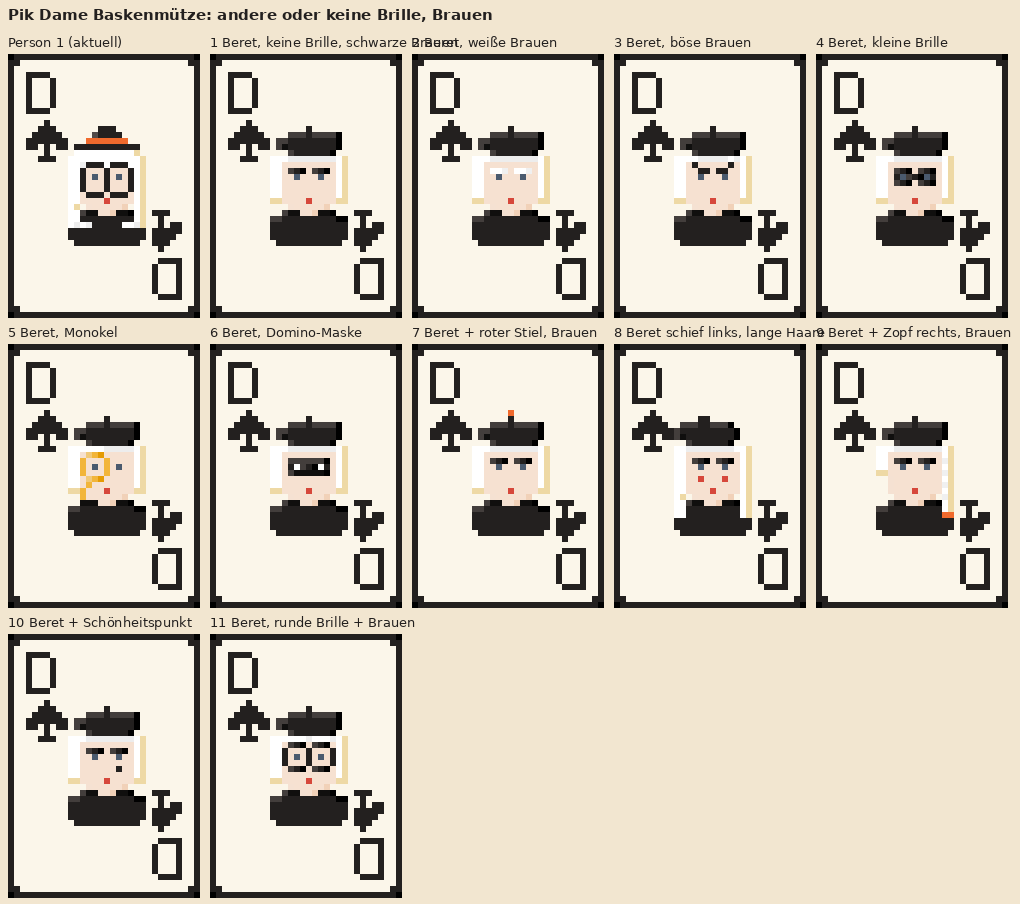 Pik Dame Baskenmütze: andere oder keine Brille, Brauen
Person 1 (aktuell)
1 Beret, keine Brille, schwarze Brauen
2 Beret, weiße Brauen
3 Beret, böse Brauen
4 Beret, kleine Brille
D
D
D
D
D
D
D
D
D
D
5 Beret, Monokel
6 Beret, Domino-Maske
7 Beret + roter Stiel, Brauen
8 Beret schief links, lange Haare
9 Beret + Zopf rechts, Brauen
D
D
D
D
D
D
D
D
D
D
10 Beret + Schönheitspunkt
11 Beret, runde Brille + Brauen
D
D
D
D